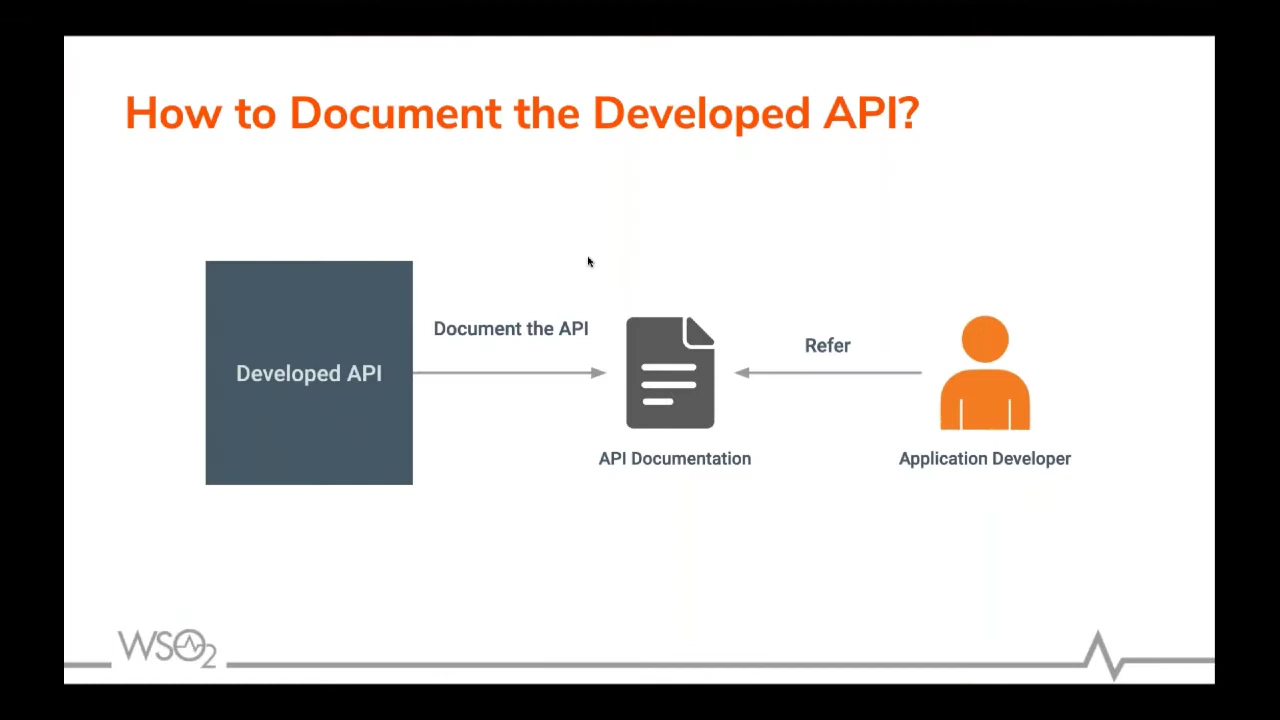 How to Document the Developed API?
Document the API
Refer
Developed API
API Documentation
Application Developer
WSO2